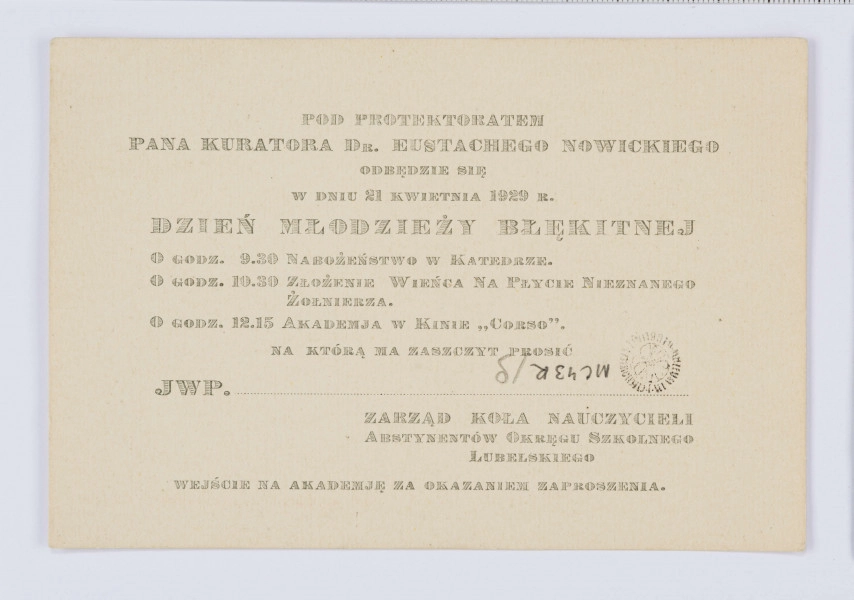 POD PROTEKTORATEM
PANA KURATORA DR. EUSTACHEGO NOWICKIEGO
ODBĘDZIE SIĘ
W DNIU 21 KWIETNIA 1929 R.
DZIEŃ MŁODZIEŻY BŁĘKITNEJ
O GODZ. 9.30 NABOŻEŃSTWO W KATEDRZE.
O GODZ. 10.30 ZŁOŻENIE WIEŃCA NA PŁYCIE NIEZNANEGO
ŻOŁNIERZA.
O GODZ. 12.15 AKADEMJA W KINIE „CORSO”.
NA KTÓRĄ MA ZASZCZYT PROSIĆ
JWP.
ZARZĄD KOŁA NAUCZYCIELI
ABSTYNENTÓW OKRĘGU SZKOLNEGO
LUBELSKIEGO
WEJŚCIE NA AKADEMJĘ ZA OKAZANIEM ZAPROSZENIA.